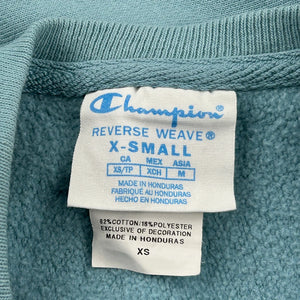 Champion
REVERSE WEAVE®
X-SMALL
CA MEX ASIA
XS/TP XCH M
MADE IN HONDURAS
FABRIQUE AU HONDURAS
HECHO EN HONDURAS
82%COTTON/18%POLYESTER
EXCLUSIVE OF DECORATION
MADE IN HONDURAS
XS